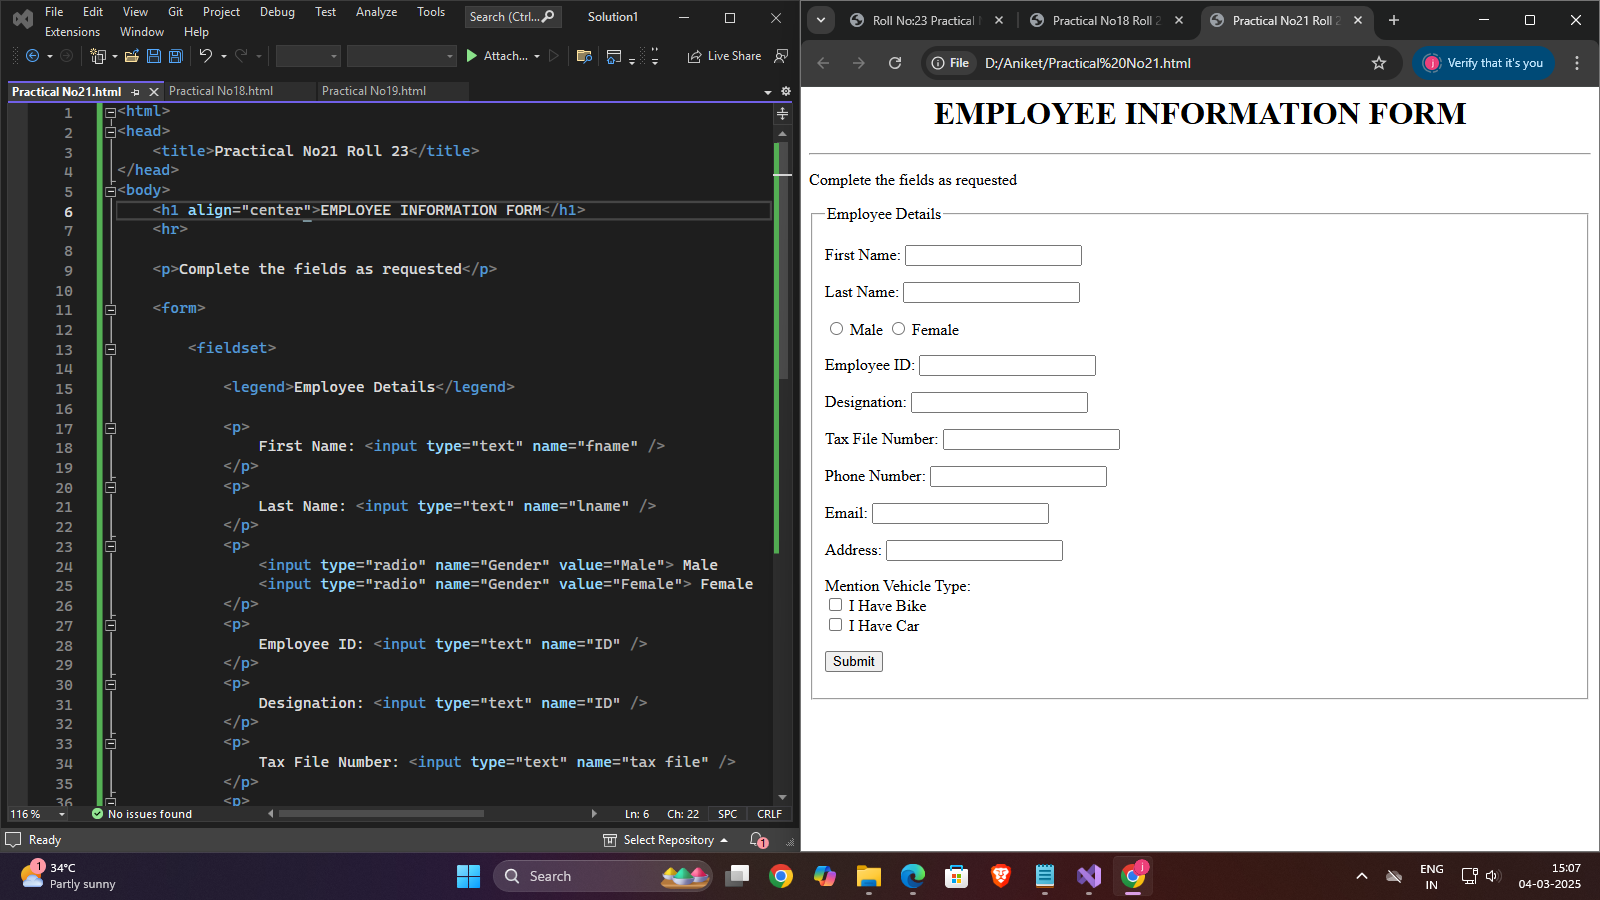 File Edit View Git Project Debug Test Analyze Tools Search (Ctrl... Solution1
Extensions Window Help
Attach... Live Share
Practical No21.html Practical No18.html Practical No19.html
1 <html>
2 <head>
3 <title>Practical No21 Roll 23</title>
4 </head>
5 <body>
6 <h1 align="center">EMPLOYEE INFORMATION FORM</h1>
7 <hr>
8
9 <p>Complete the fields as requested</p>
10
11 <form>
12
13 <fieldset>
14
15 <legend>Employee Details</legend>
16
17 <p>
18 First Name: <input type="text" name="fname" />
19 </p>
20 <p>
21 Last Name: <input type="text" name="lname" />
22 </p>
23 <p>
24 <input type="radio" name="Gender" value="Male"> Male
25 <input type="radio" name="Gender" value="Female"> Female
26 </p>
27 <p>
28 Employee ID: <input type="text" name="ID" />
29 </p>
30 <p>
31 Designation: <input type="text" name="ID" />
32 </p>
33 <p>
34 Tax File Number: <input type="text" name="tax file" />
35 </p>
36 <p>
116 % No issues found Ln: 6 Ch: 22 SPC CRLF
Ready Select Repository 1
Roll No:23 Practical Practical No18 Roll 2 Practical No21 Roll 2
File D:/Aniket/Practical%20No21.html j Verify that it's you
EMPLOYEE INFORMATION FORM
Complete the fields as requested
Employee Details
First Name:
Last Name:
Male Female
Employee ID:
Designation:
Tax File Number:
Phone Number:
Email:
Address:
Mention Vehicle Type:
I Have Bike
I Have Car
Submit
1 34°C
Partly sunny
Search
j
ENG
IN
15:07
04-03-2025